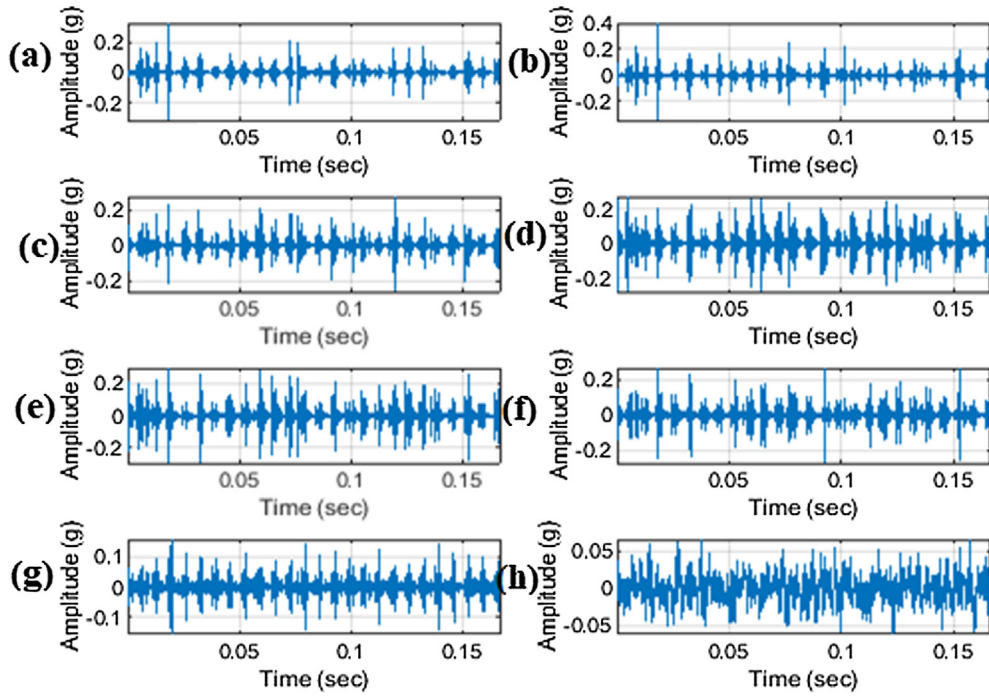 (a)
Amplitude (g)
0.2
0
-0.2
0.05 0.1 0.15
Time (sec)
(b)
Amplitude (g)
0.4
0.2
0
-0.2
0.05 0.1 0.15
Time (sec)
(c)
Amplitude (g)
0.2
0
-0.2
0.05 0.1 0.15
Time (sec)
(d)
Amplitude (g)
0.2
0
-0.2
0.05 0.1 0.15
Time (sec)
(e)
Amplitude (g)
0.2
0
-0.2
0.05 0.1 0.15
Time (sec)
(f)
Amplitude (g)
0.2
0
-0.2
0.05 0.1 0.15
Time (sec)
(g)
Amplitude (g)
0.1
0
-0.1
0.05 0.1 0.15
Time (sec)
(h)
Amplitude (g)
0.05
0
-0.05
0.05 0.1 0.15
Time (sec)